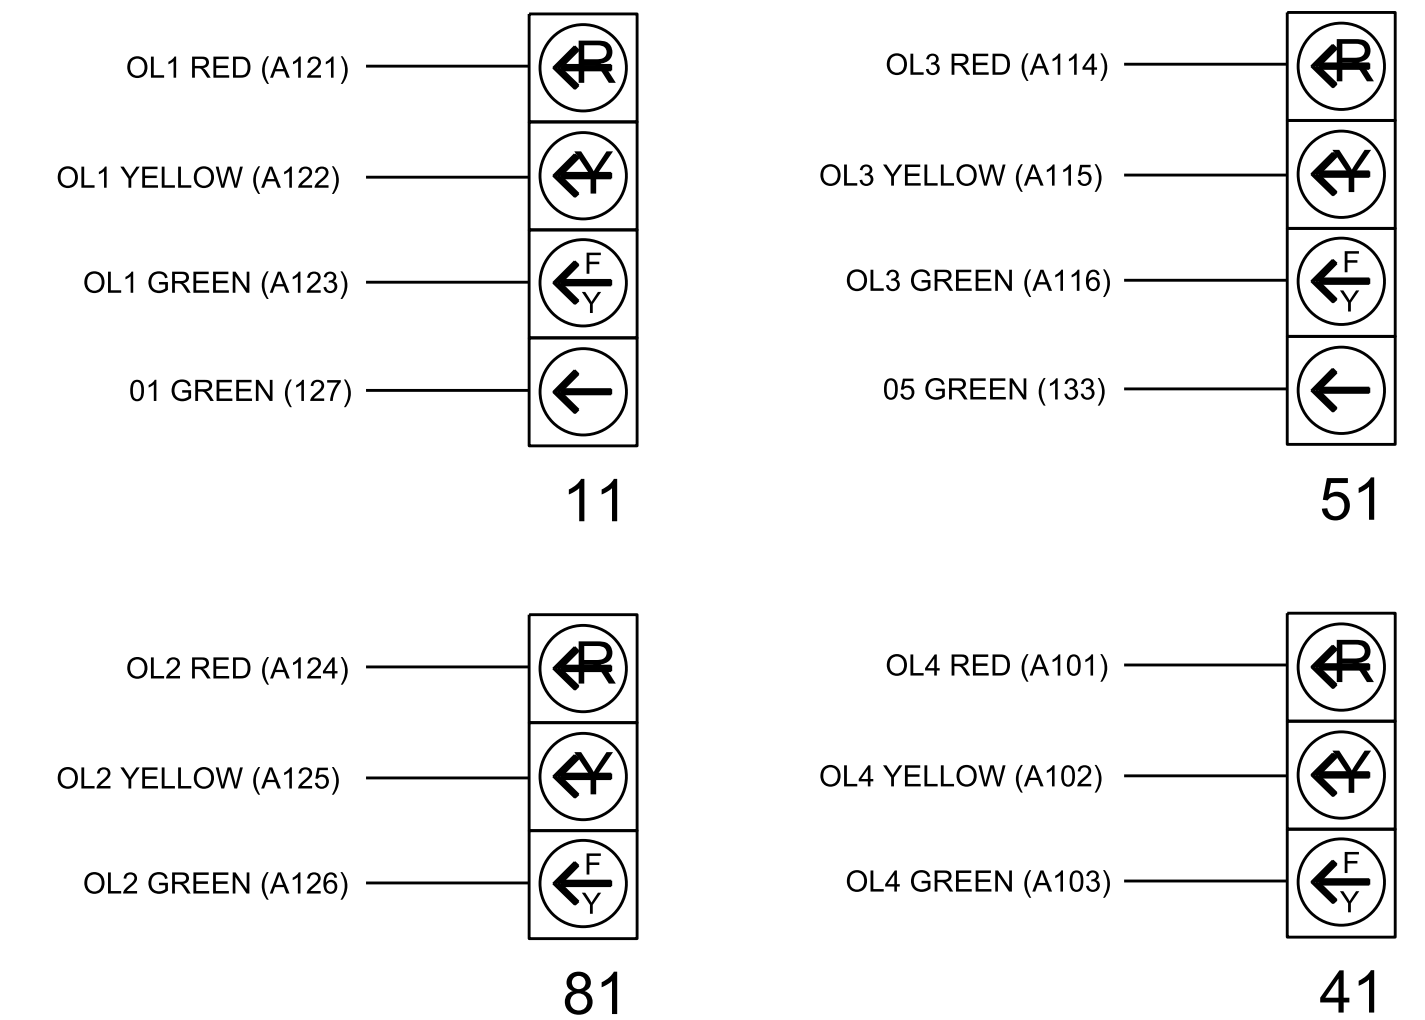 OL1 RED (A121)
R
OL1 YELLOW (A122)
Y
OL1 GREEN (A123)
F
Y
01 GREEN (127)
11
OL3 RED (A114)
R
OL3 YELLOW (A115)
Y
OL3 GREEN (A116)
F
Y
05 GREEN (133)
51
OL2 RED (A124)
R
OL2 YELLOW (A125)
Y
OL2 GREEN (A126)
F
Y
81
OL4 RED (A101)
R
OL4 YELLOW (A102)
Y
OL4 GREEN (A103)
F
Y
41